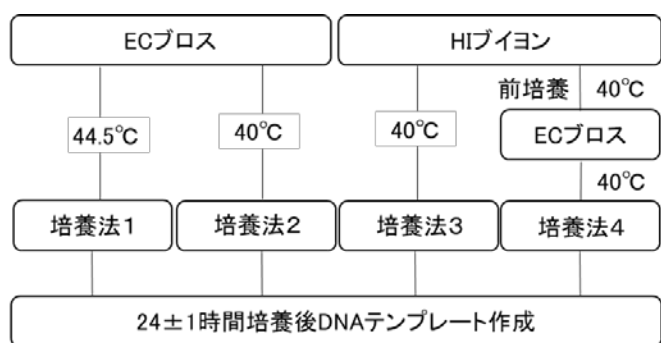 ECブロス
HIブイヨン
前培養 40℃
44.5℃
40℃
40℃
ECブロス
40℃
培養法1
培養法2
培養法3
培養法4
24±1時間培養後DNAテンプレート作成